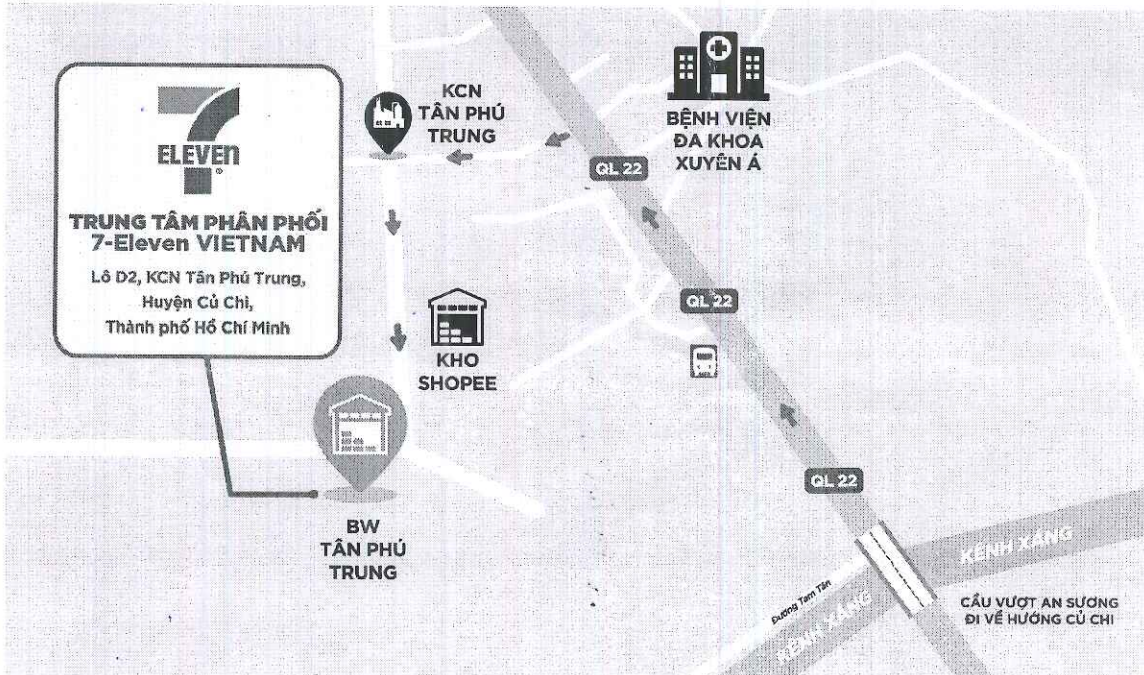 7
ELEVEN
®
TRUNG TÂM PHÂN PHỐI
7-Eleven VIETNAM
Lô D2, KCN Tân Phú Trung,
Huyện Củ Chi,
Thành phố Hồ Chí Minh
KCN
TÂN PHÚ
TRUNG
BỆNH VIỆN
ĐA KHOA
XUYÊN Á
QL 22
QL 22
KHO
SHOPEE
QL 22
BW
TÂN PHÚ
TRUNG
KÊNH XÁNG
Đường Tam Tân
KÊNH XÁNG
CẦU VƯỢT AN SƯƠNG
ĐI VỀ HƯỚNG CỦ CHI